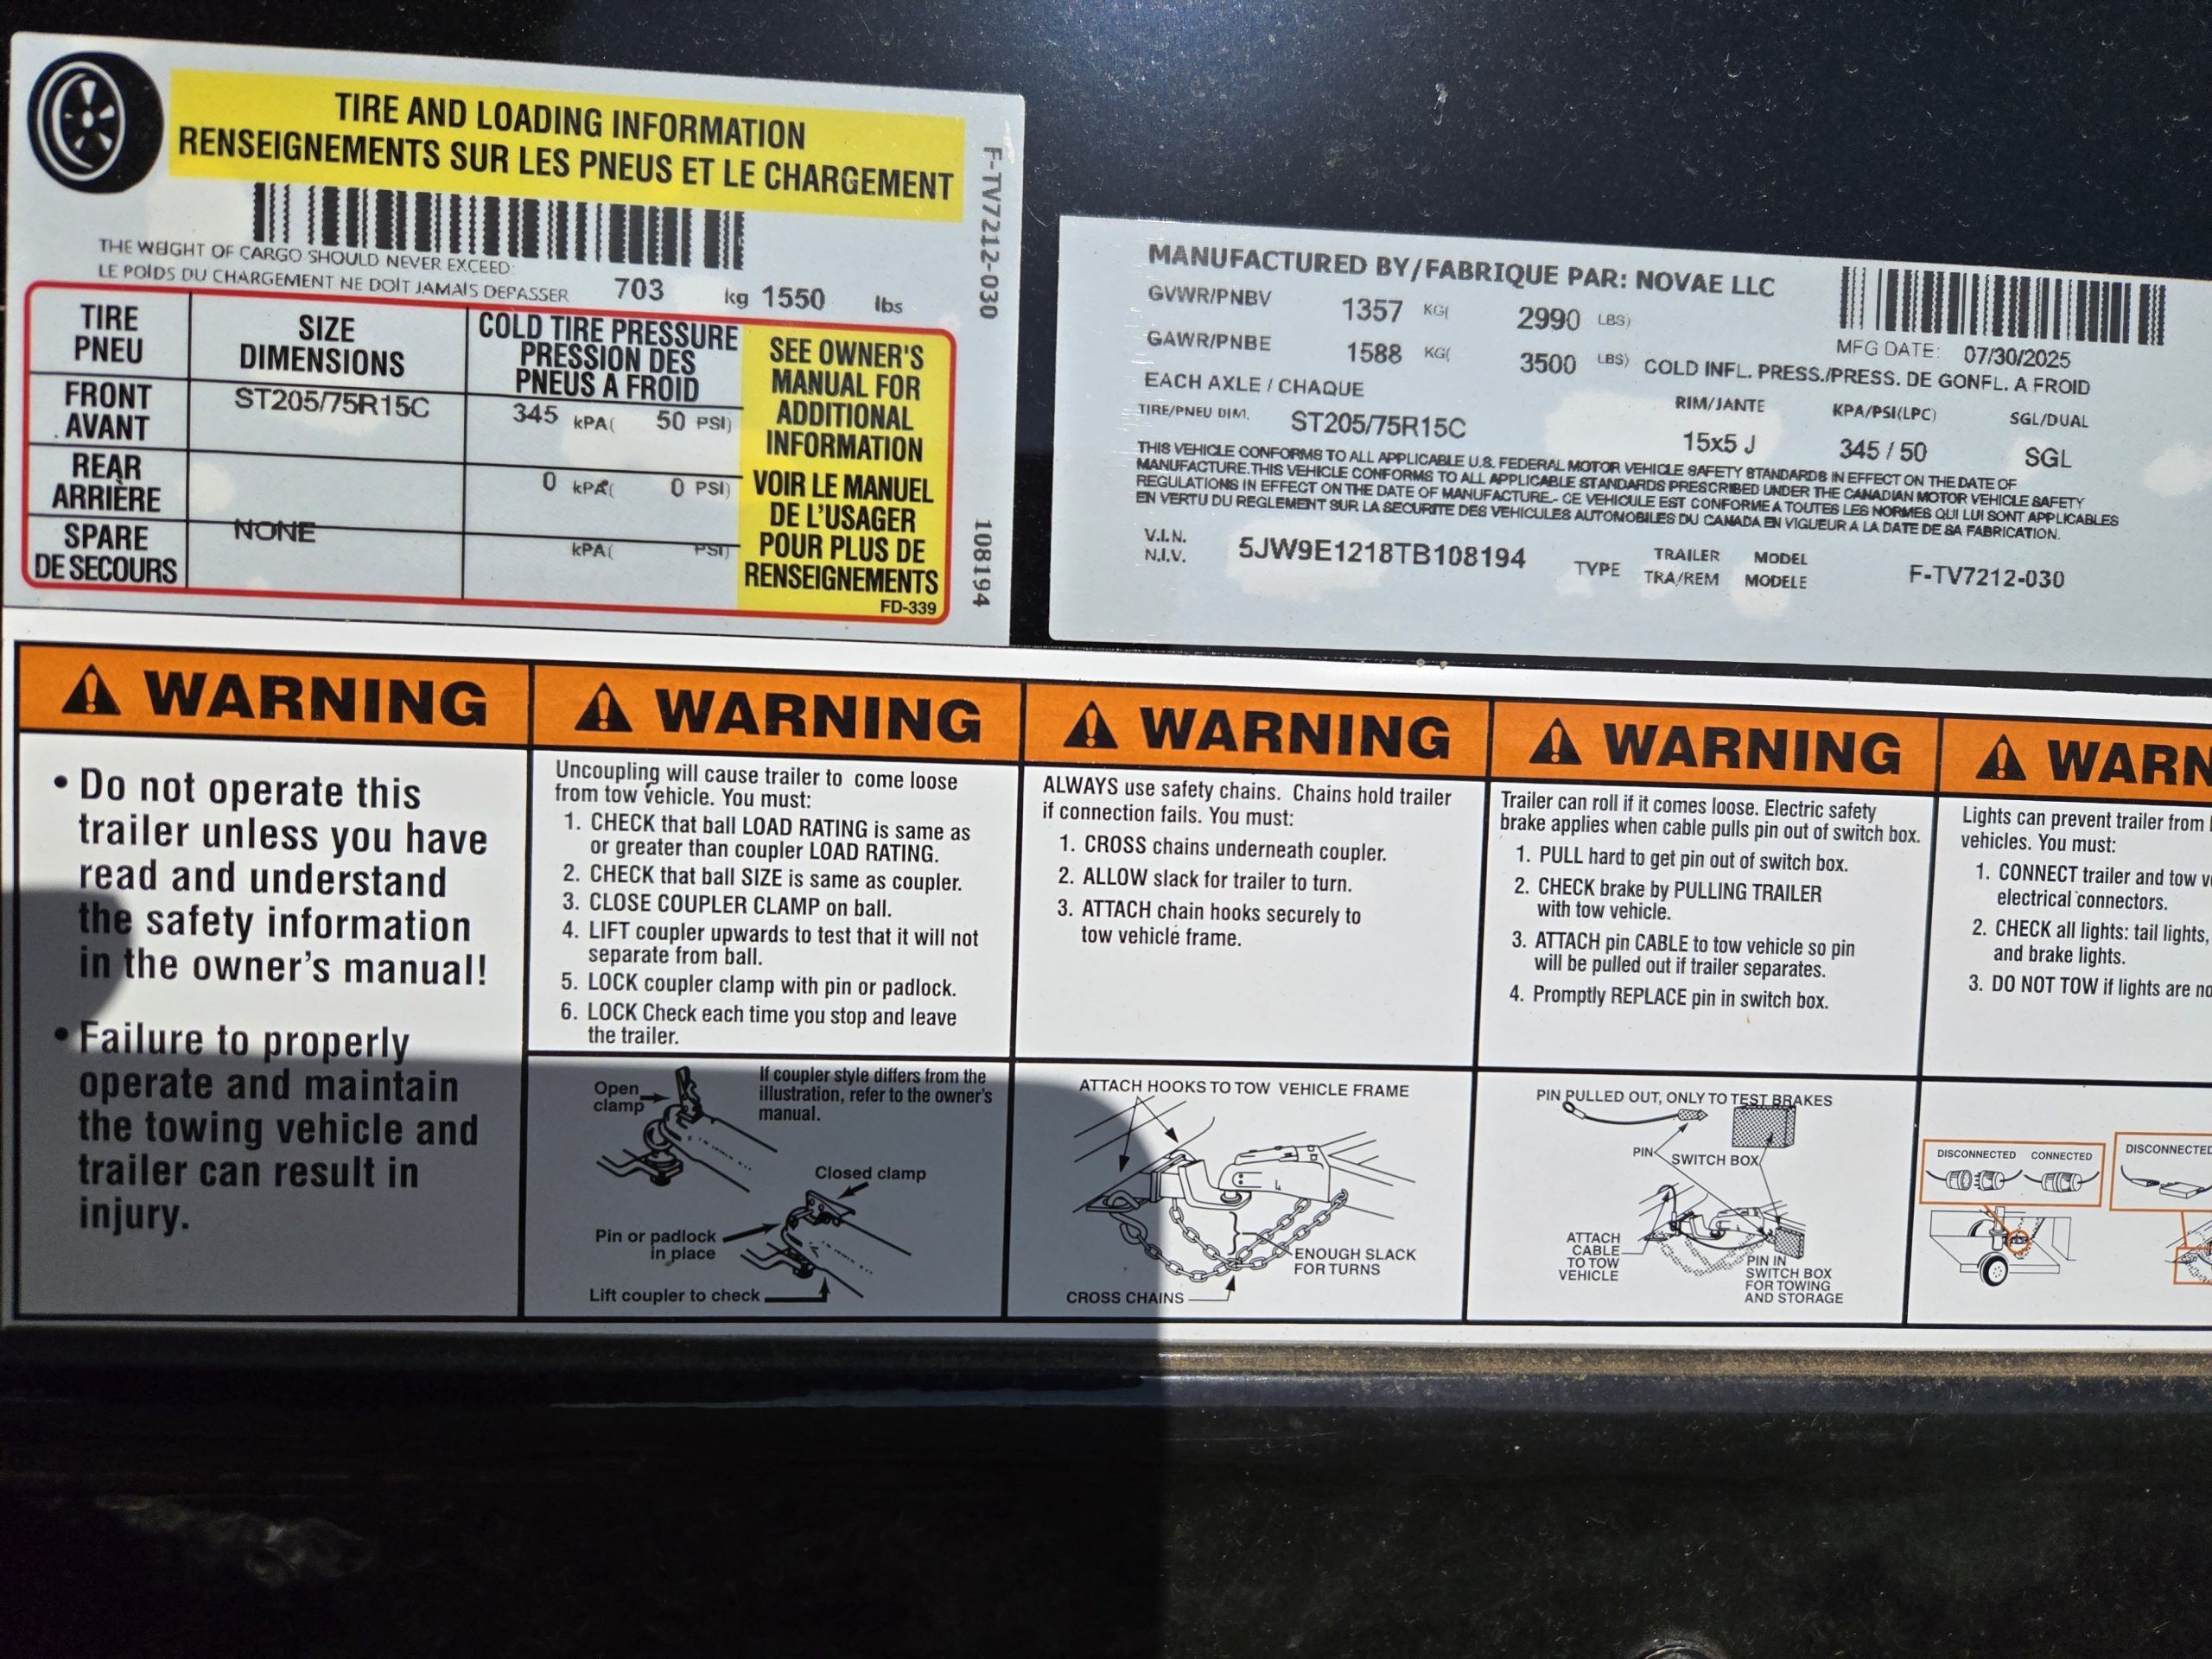 TIRE AND LOADING INFORMATION
RENSEIGNEMENTS SUR LES PNEUS ET LE CHARGEMENT
THE WEIGHT OF CARGO SHOULD NEVER EXCEED:
LE POIDS DU CHARGEMENT NE DOIT JAMAIS DEPASSER 703 kg 1550 lbs
TIRE
PNEU
SIZE
DIMENSIONS
COLD TIRE PRESSURE
PRESSION DES
PNEUS A FROID
FRONT
AVANT
ST205/75R15C
345 kPA( 50 PSI)
REAR
ARRIÈRE
0 kPA( 0 PSI)
SPARE
DE SECOURS
NONE
kPA( PSI)
SEE OWNER'S
MANUAL FOR
ADDITIONAL
INFORMATION
VOIR LE MANUEL
DE L'USAGER
POUR PLUS DE
RENSEIGNEMENTS
FD-339
F-TV7212-030
108194
MANUFACTURED BY/FABRIQUE PAR: NOVAE LLC
GVWR/PNBV 1357 KG( 2990 LBS)
MFG DATE: 07/30/2025
GAWR/PNBE 1588 KG( 3500 LBS) COLD INFL. PRESS./PRESS. DE GONFL. A FROID
EACH AXLE / CHAQUE
RIM/JANTE KPA/PSI(LPC) SGL/DUAL
TIRE/PNEU DIM. ST205/75R15C 15x5 J 345 / 50 SGL
THIS VEHICLE CONFORMS TO ALL APPLICABLE U.S. FEDERAL MOTOR VEHICLE SAFETY STANDARDS IN EFFECT ON THE DATE OF
MANUFACTURE.THIS VEHICLE CONFORMS TO ALL APPLICABLE STANDARDS PRESCRIBED UNDER THE CANADIAN MOTOR VEHICLE SAFETY
REGULATIONS IN EFFECT ON THE DATE OF MANUFACTURE.- CE VEHICULE EST CONFORME A TOUTES LES NORMES QUI LUI SONT APPLICABLES
EN VERTU DU REGLEMENT SUR LA SECURITE DES VEHICULES AUTOMOBILES DU CANADA EN VIGUEUR A LA DATE DE SA FABRICATION.
V.I.N.
N.I.V.
5JW9E1218TB108194
TYPE
TRAILER
TRA/REM
MODEL
MODELE
F-TV7212-030
WARNING
• Do not operate this
trailer unless you have
read and understand
the safety information
in the owner's manual!
• Failure to properly
operate and maintain
the towing vehicle and
trailer can result in
injury.
WARNING
Uncoupling will cause trailer to come loose
from tow vehicle. You must:
1. CHECK that ball LOAD RATING is same as
or greater than coupler LOAD RATING.
2. CHECK that ball SIZE is same as coupler.
3. CLOSE COUPLER CLAMP on ball.
4. LIFT coupler upwards to test that it will not
separate from ball.
5. LOCK coupler clamp with pin or padlock.
6. LOCK Check each time you stop and leave
the trailer.
Open
clamp
If coupler style differs from the
illustration, refer to the owner's
manual.
Closed clamp
Pin or padlock
in place
Lift coupler to check
WARNING
ALWAYS use safety chains. Chains hold trailer
if connection fails. You must:
1. CROSS chains underneath coupler.
2. ALLOW slack for trailer to turn.
3. ATTACH chain hooks securely to
tow vehicle frame.
ATTACH HOOKS TO TOW VEHICLE FRAME
ENOUGH SLACK
FOR TURNS
CROSS CHAINS
WARNING
Trailer can roll if it comes loose. Electric safety
brake applies when cable pulls pin out of switch box.
1. PULL hard to get pin out of switch box.
2. CHECK brake by PULLING TRAILER
with tow vehicle.
3. ATTACH pin CABLE to tow vehicle so pin
will be pulled out if trailer separates.
4. Promptly REPLACE pin in switch box.
PIN PULLED OUT, ONLY TO TEST BRAKES
PIN
SWITCH BOX
ATTACH
CABLE
TO TOW
VEHICLE
PIN IN
SWITCH BOX
FOR TOWING
AND STORAGE
WARN
Lights can prevent trailer from
vehicles. You must:
1. CONNECT trailer and tow
electrical connectors.
2. CHECK all lights: tail lights,
and brake lights.
3. DO NOT TOW if lights are
DISCONNECTED CONNECTED
DISCONNECTED